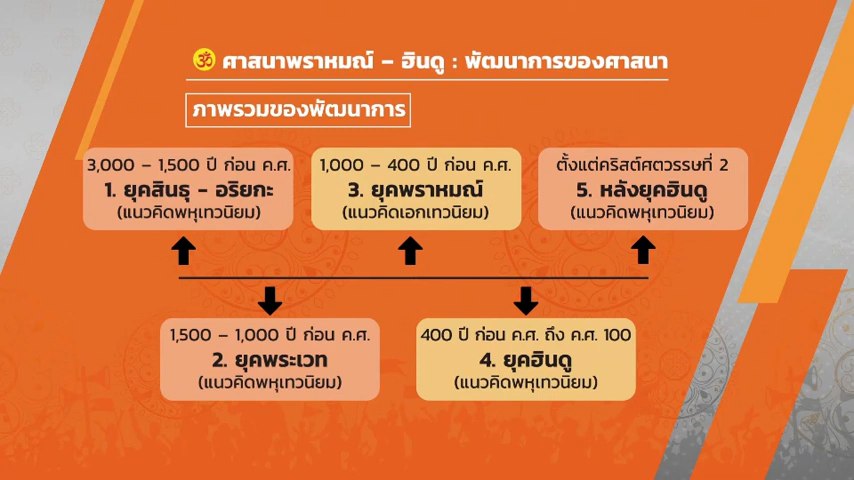 ॐ ศาสนาพราหมณ์ – ฮินดู : พัฒนาการของศาสนา
ภาพรวมของพัฒนาการ
3,000 – 1,500 ปี ก่อน ค.ศ.
1. ยุคสินธุ - อริยกะ
(แนวคิดพหุเทวนิยม)
1,500 – 1,000 ปี ก่อน ค.ศ.
2. ยุคพระเวท
(แนวคิดพหุเทวนิยม)
1,000 – 400 ปี ก่อน ค.ศ.
3. ยุคพราหมณ์
(แนวคิดเอกเทวนิยม)
400 ปี ก่อน ค.ศ. ถึง ค.ศ. 100
4. ยุคฮินดู
(แนวคิดพหุเทวนิยม)
ตั้งแต่คริสต์ศตวรรษที่ 2
5. หลังยุคฮินดู
(แนวคิดพหุเทวนิยม)